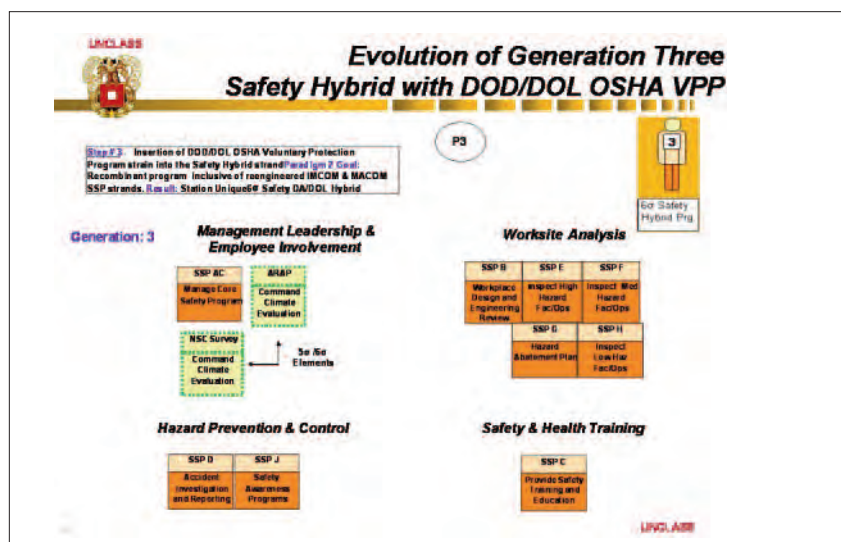 UNCLASS
Evolution of Generation Three
Safety Hybrid with DOD/DOL OSHA VPP
Step # 3. Insertion of DOD/DOL OSHA Voluntary Protection
Program strain into the Safety Hybrid strand Paradigm 2 Goal:
Recombinant program inclusive of reengineered IMCOM & MACOM
SSP strands. Result: Station Unique 6σ Safety DA/DOL Hybrid
P3
3
6σ Safety
Hybrid Prg
Generation: 3
Management Leadership &
Employee Involvement
SSP AC
Manage Core
Safety Program
ARAP
Command
Climate
Evaluation
NSC Survey
Command
Climate
Evaluation
5σ /6σ
Elements
Worksite Analysis
SSP B
Workplace
Design and
Engineering
Review
SSP E
Inspect High
Hazard
Fac/Ops
SSP F
Inspect Med
Hazard
Fac/Ops
SSP G
Hazard
Abatement Plan
SSP H
Inspect
Low Haz
Fac/Ops
Hazard Prevention & Control
SSP D
Accident
Investigation
and Reporting
SSP J
Safety
Awareness
Programs
Safety & Health Training
SSP C
Provide Safety
Training and
Education
UNCLASS